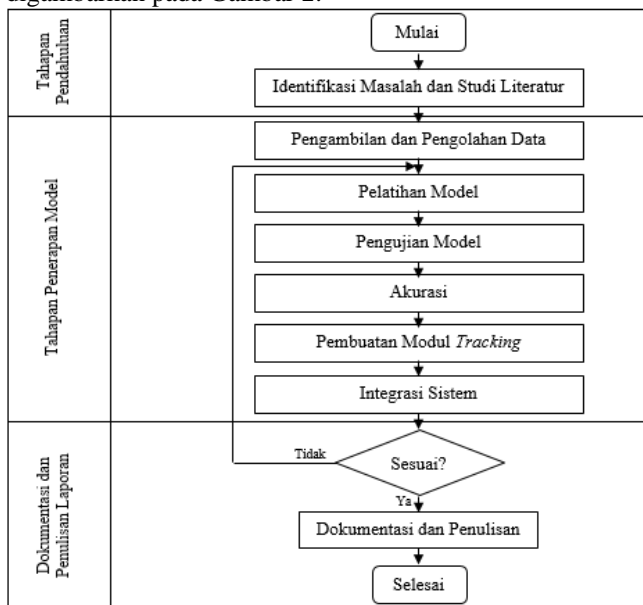 digambarkan pada Gambar 2.
Tahapan
Pendahuluan
Mulai
Identifikasi Masalah dan Studi Literatur
Tahapan Penerapan Model
Pengambilan dan Pengolahan Data
Pelatihan Model
Pengujian Model
Akurasi
Pembuatan Modul Tracking
Integrasi Sistem
Dokumentasi dan
Penulisan Laporan
Tidak
Sesuai?
Ya
Dokumentasi dan Penulisan
Selesai